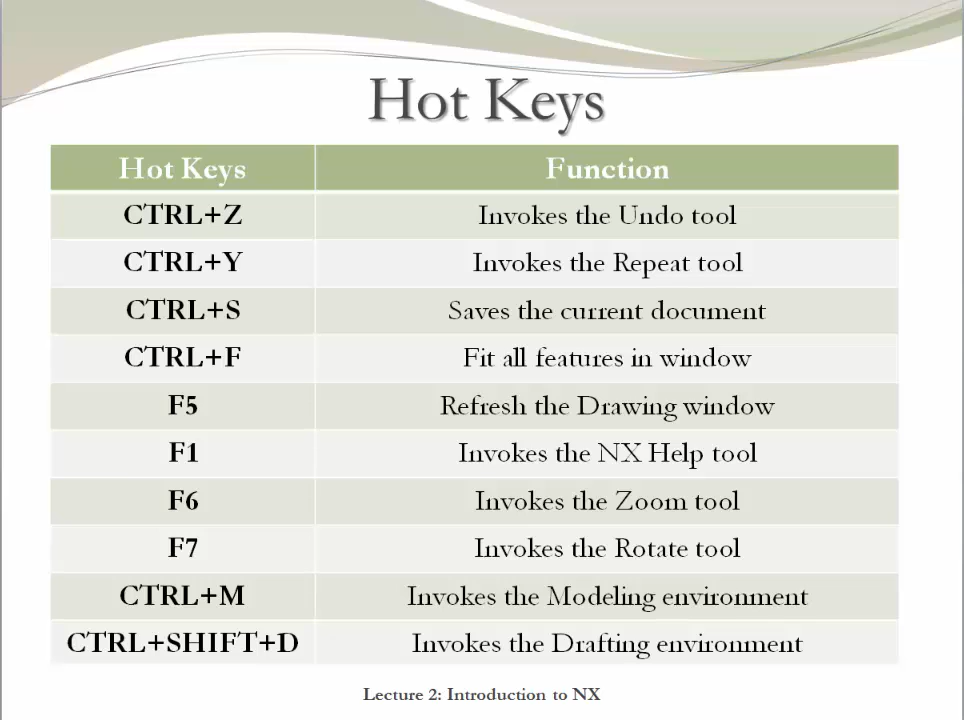 Hot Keys
Hot Keys Function
CTRL+Z Invokes the Undo tool
CTRL+Y Invokes the Repeat tool
CTRL+S Saves the current document
CTRL+F Fit all features in window
F5 Refresh the Drawing window
F1 Invokes the NX Help tool
F6 Invokes the Zoom tool
F7 Invokes the Rotate tool
CTRL+M Invokes the Modeling environment
CTRL+SHIFT+D Invokes the Drafting environment
Lecture 2: Introduction to NX